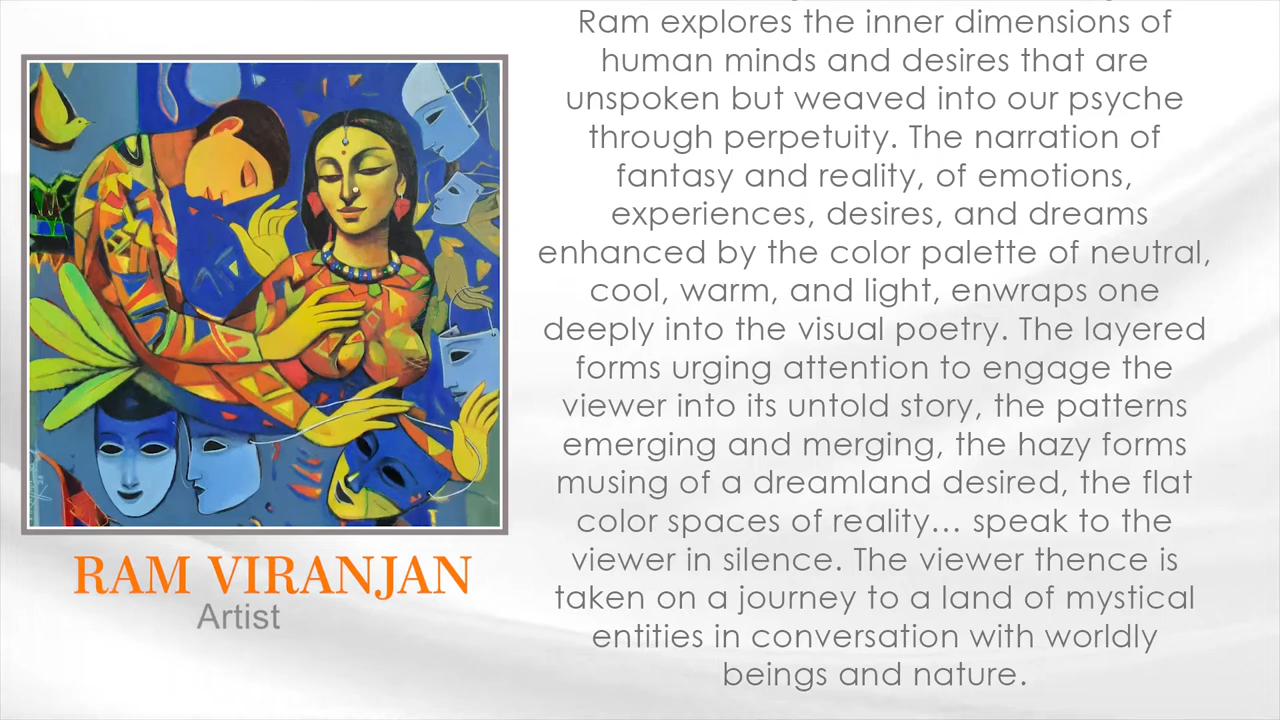 Ram explores the inner dimensions of
human minds and desires that are
unspoken but weaved into our psyche
through perpetuity. The narration of
fantasy and reality, of emotions,
experiences, desires, and dreams
enhanced by the color palette of neutral,
cool, warm, and light, enwraps one
deeply into the visual poetry. The layered
forms urging attention to engage the
viewer into its untold story, the patterns
emerging and merging, the hazy forms
musing of a dreamland desired, the flat
color spaces of reality... speak to the
viewer in silence. The viewer thence is
taken on a journey to a land of mystical
entities in conversation with worldly
beings and nature.
RAM VIRANJAN
Artist